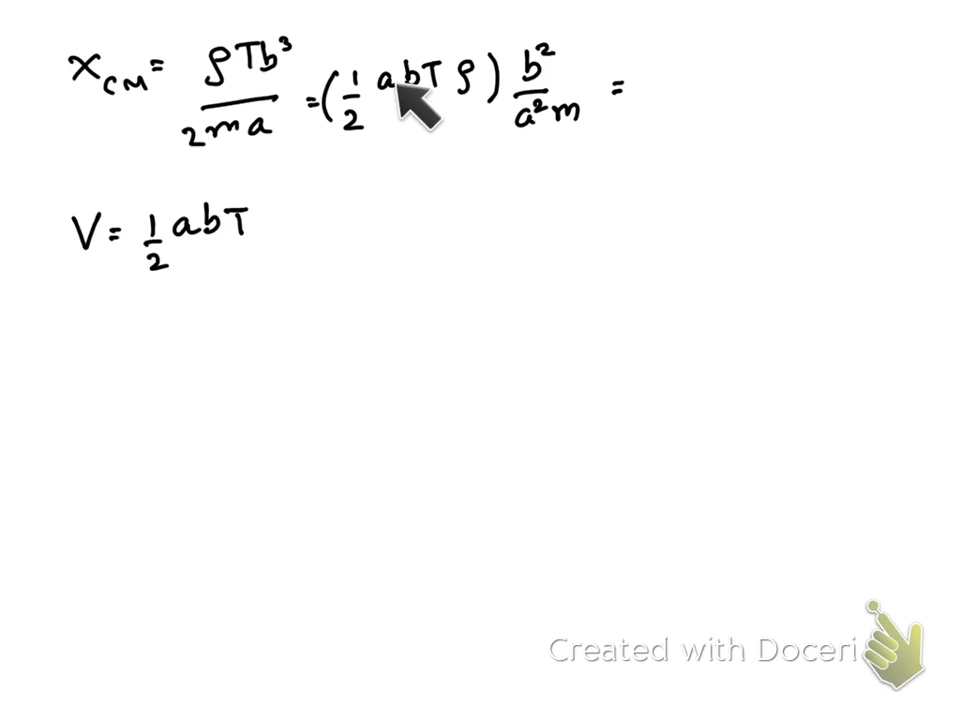 x_CM = ρTb³ / 2ma = (1/2 abTρ) b² / a²m =
V = 1/2 abT
Created with Doceri